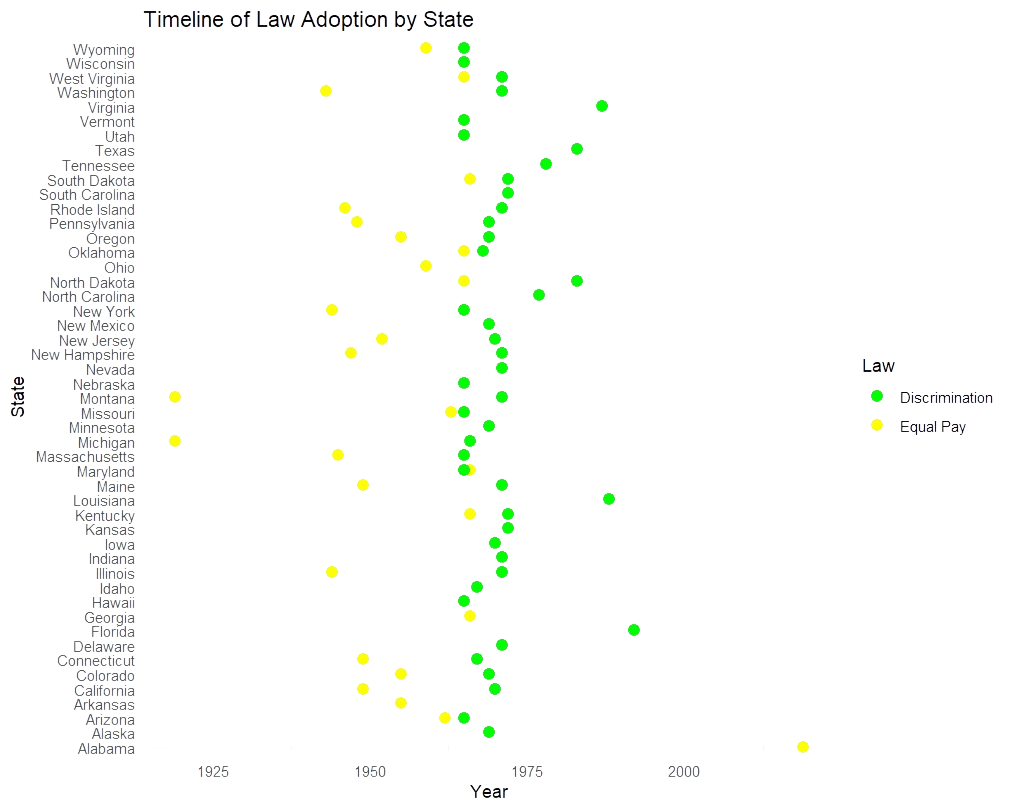 Timeline of Law Adoption by State
Wyoming
Wisconsin
West Virginia
Washington
Virginia
Vermont
Utah
Texas
Tennessee
South Dakota
South Carolina
Rhode Island
Pennsylvania
Oregon
Oklahoma
Ohio
North Dakota
North Carolina
New York
New Mexico
New Jersey
New Hampshire
Nevada
Nebraska
Montana
Missouri
Minnesota
Michigan
Massachusetts
Maryland
Maine
Louisiana
Kentucky
Kansas
Iowa
Indiana
Illinois
Idaho
Hawaii
Georgia
Florida
Delaware
Connecticut
Colorado
California
Arkansas
Arizona
Alaska
Alabama
State
1925 1950 1975 2000
Year
Law
Discrimination
Equal Pay